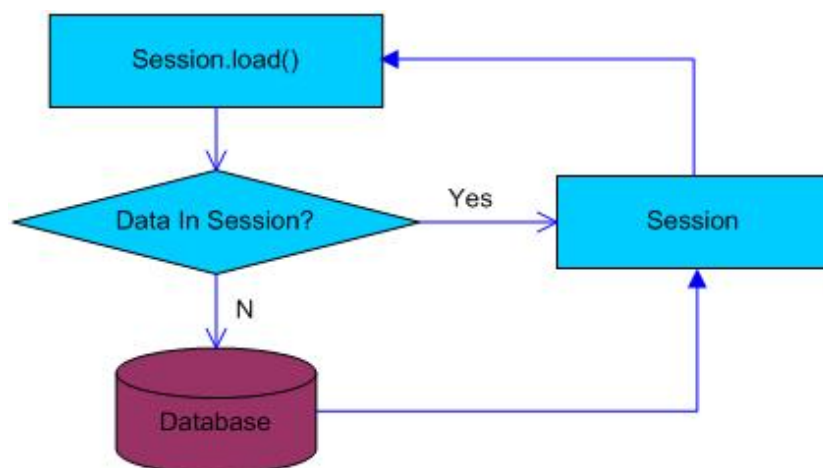 Session.load()
Data In Session?
Yes
Session
N
Database